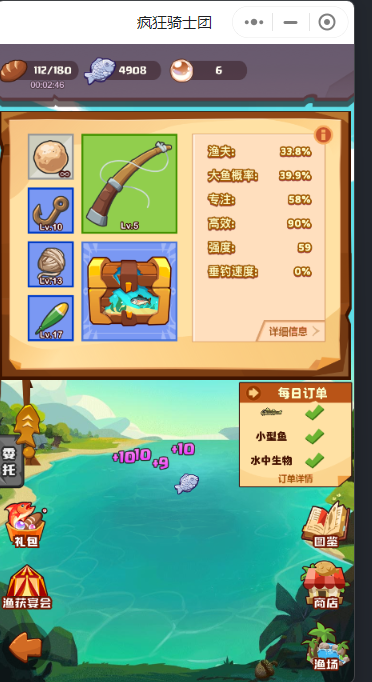 疯狂骑士团
112/180
4908
6
00:02:46
渔夫: 33.8%
大鱼概率: 39.9%
专注: 58%
高效: 90%
强度: 59
垂钓速度: 0%
详细信息
∞
Lv.10
Lv.5
Lv.13
Lv.17
每日订单
小型鱼
水中生物
订单详情
委托
+1010
+9
+10
礼包
图鉴
渔获宴会
商店
渔场